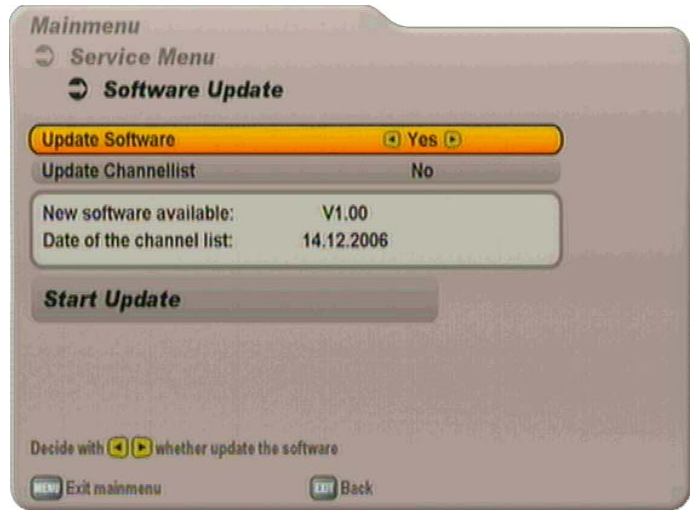 Mainmenu
Service Menu
Software Update
Update Software Yes
Update Channellist No
New software available: V1.00
Date of the channel list: 14.12.2006
Start Update
Decide with whether update the software
MENU Exit mainmenu
EXIT Back